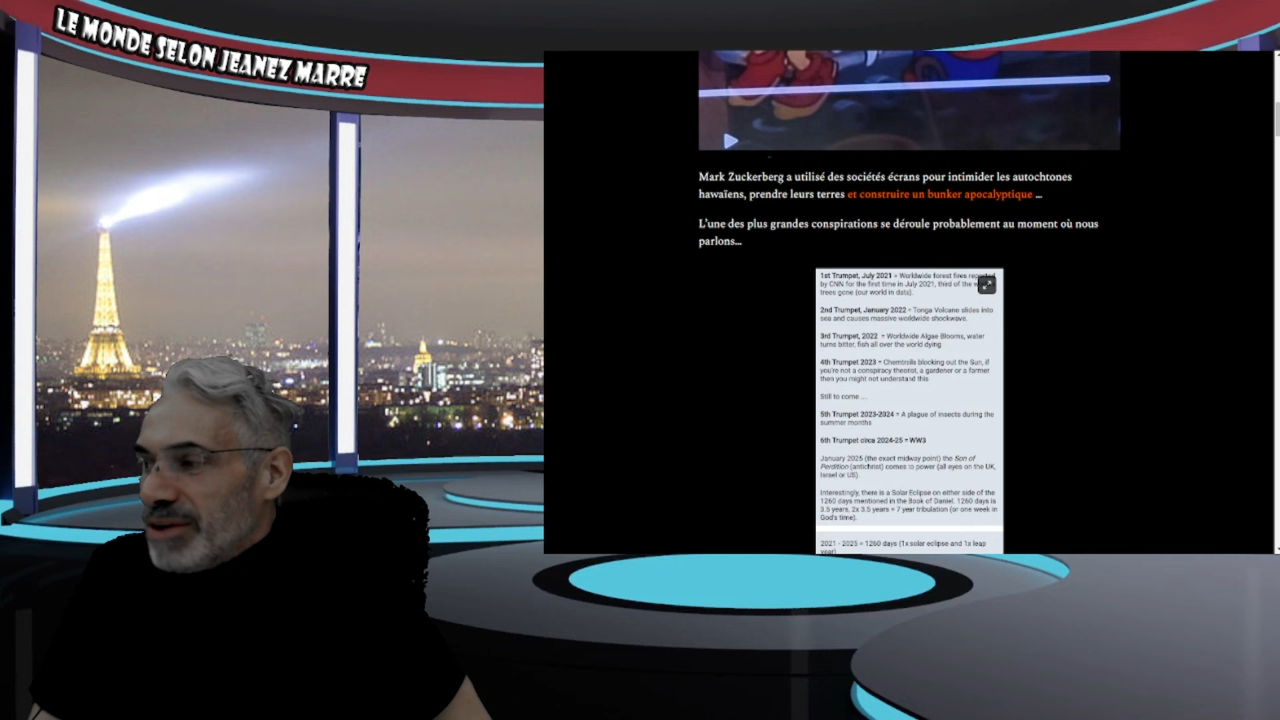 LE MONDE SELON JEANEZ MARRE
Mark Zuckerberg a utilisé des sociétés écrans pour intimider les autochtones
hawaïens, prendre leurs terres et construire un bunker apocalyptique ...
L'une des plus grandes conspirations se déroule probablement au moment où nous
parlons...
1st Trumpet, July 2021 = Worldwide forest fires reported
by CNN for the first time in July 2021, third of the
trees gone (our world in data).
2nd Trumpet, January 2022 = Tonga Volcano slides into
sea and causes massive worldwide shockwave.
3rd Trumpet, 2022 = Worldwide Algae Blooms, water
turns bitter, fish all over the world dying
4th Trumpet 2023 = Chemtrails blocking out the Sun, if
you're not a conspiracy theorist, a gardener or a farmer
then you might not understand this
Still to come ...
5th Trumpet 2023-2024 = A plague of insects during the
summer months
6th Trumpet circa 2024-25 = WW3
January 2025 (the exact midway point) the Son of
Perdition (antichrist) comes to power (all eyes on the UK,
Israel or US).
Interestingly, there is a Solar Eclipse on either side of the
1260 days mentioned in the Book of Daniel. 1260 days is
3.5 years, 2x 3.5 years = 7 year tribulation (or one week in
God's time).
2021 - 2025 = 1260 days (1x solar eclipse and 1x leap
year)